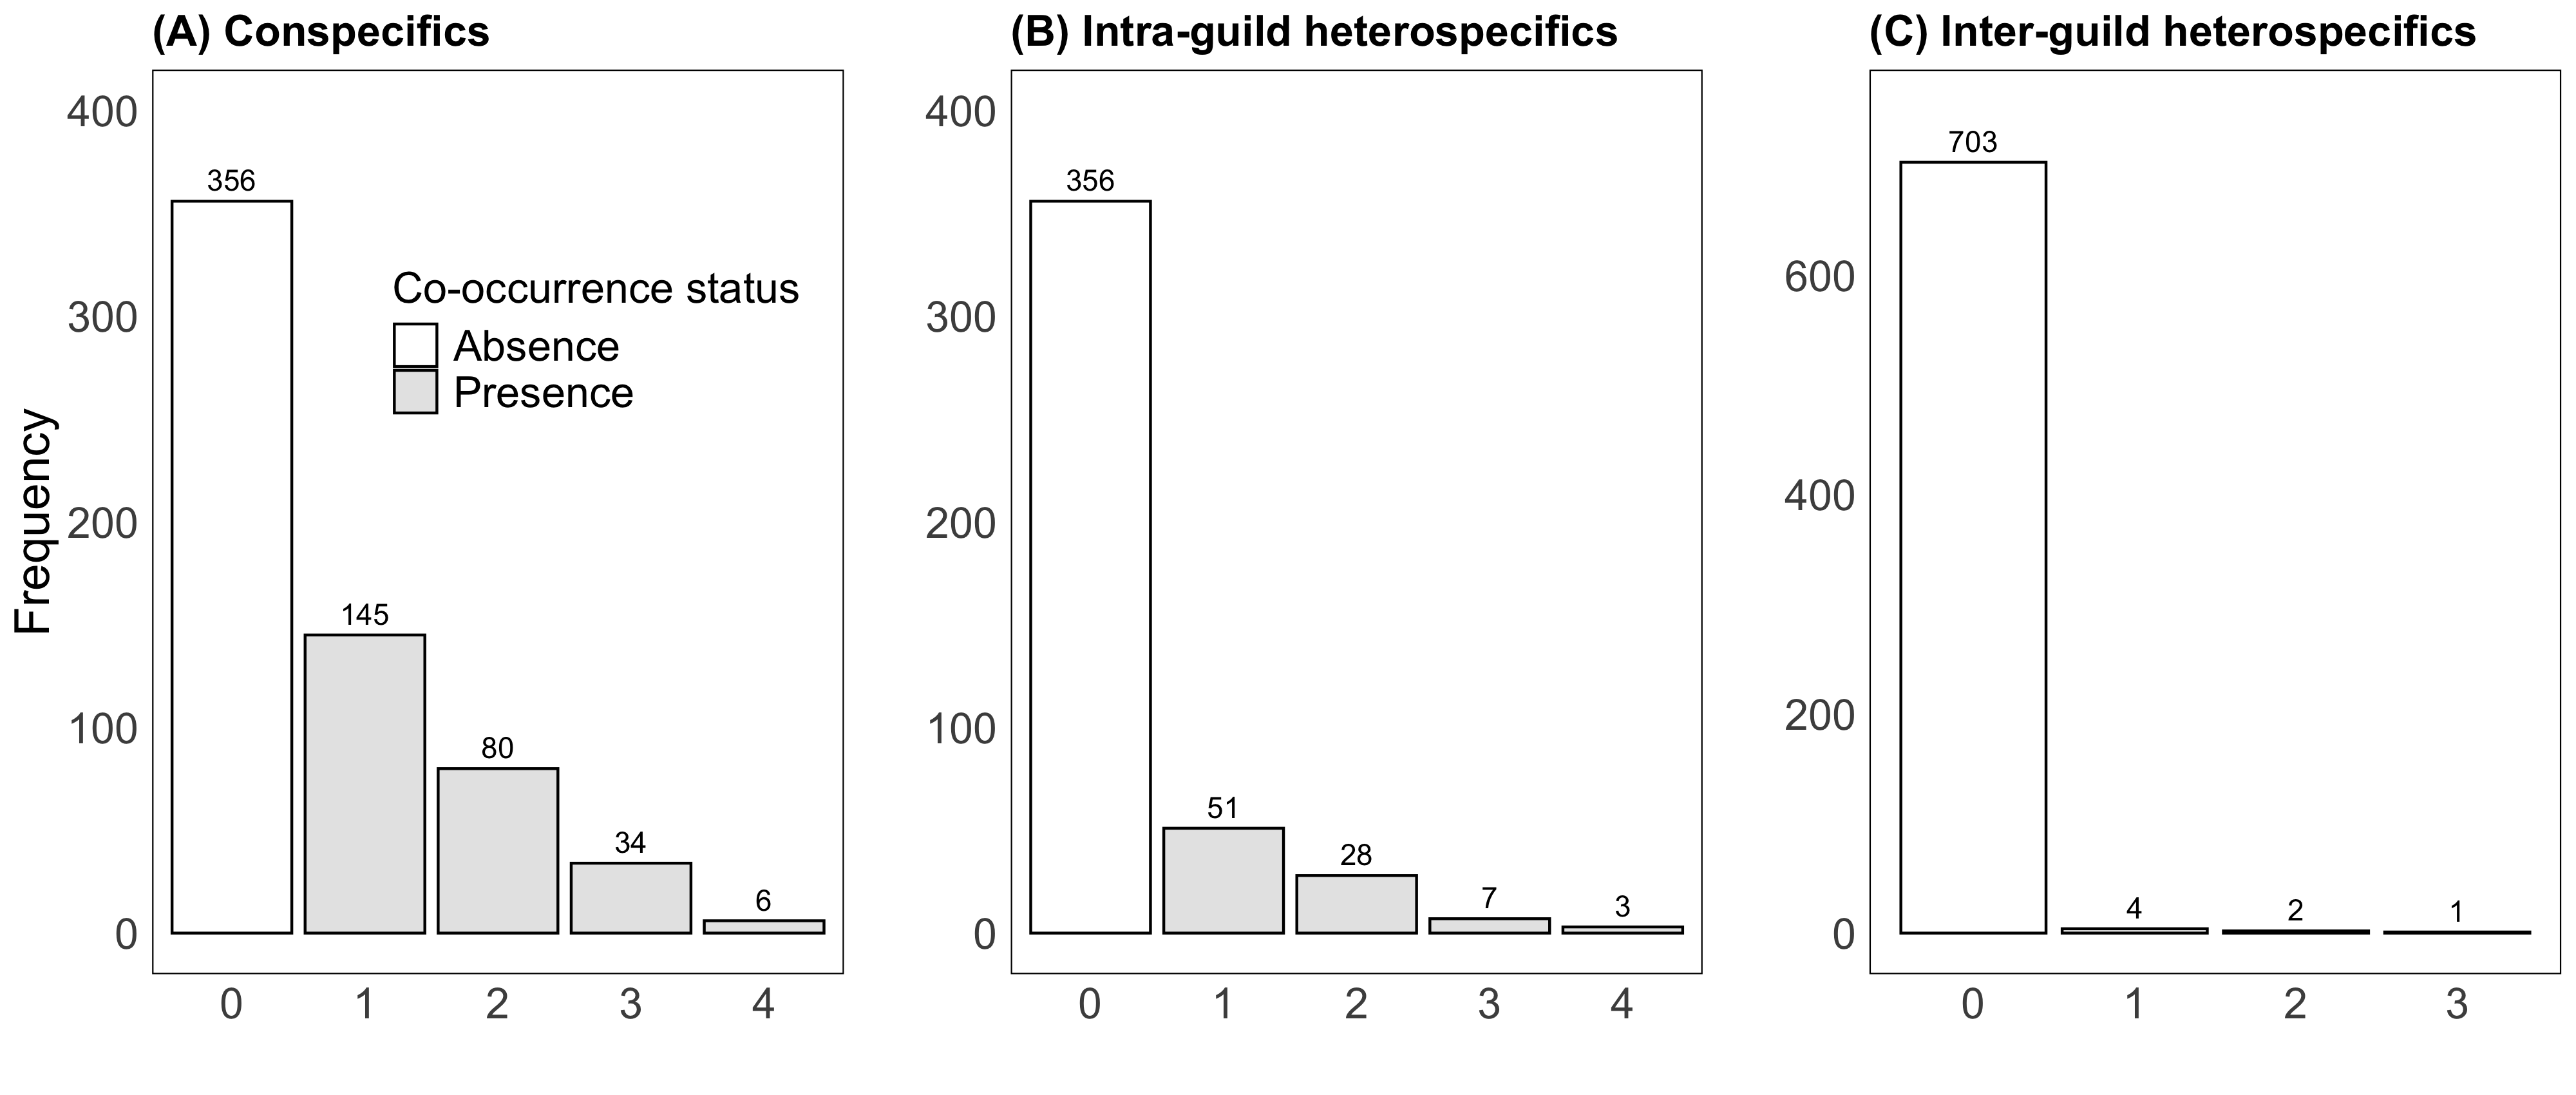 (A) Conspecifics
400
300
200
100
0
Frequency
356
145
80
34
6
Co-occurrence status
Absence
Presence
0 1 2 3 4
(B) Intra-guild heterospecifics
400
300
200
100
0
356
51
28
7
3
0 1 2 3 4
(C) Inter-guild heterospecifics
600
400
200
0
703
4
2
1
0 1 2 3